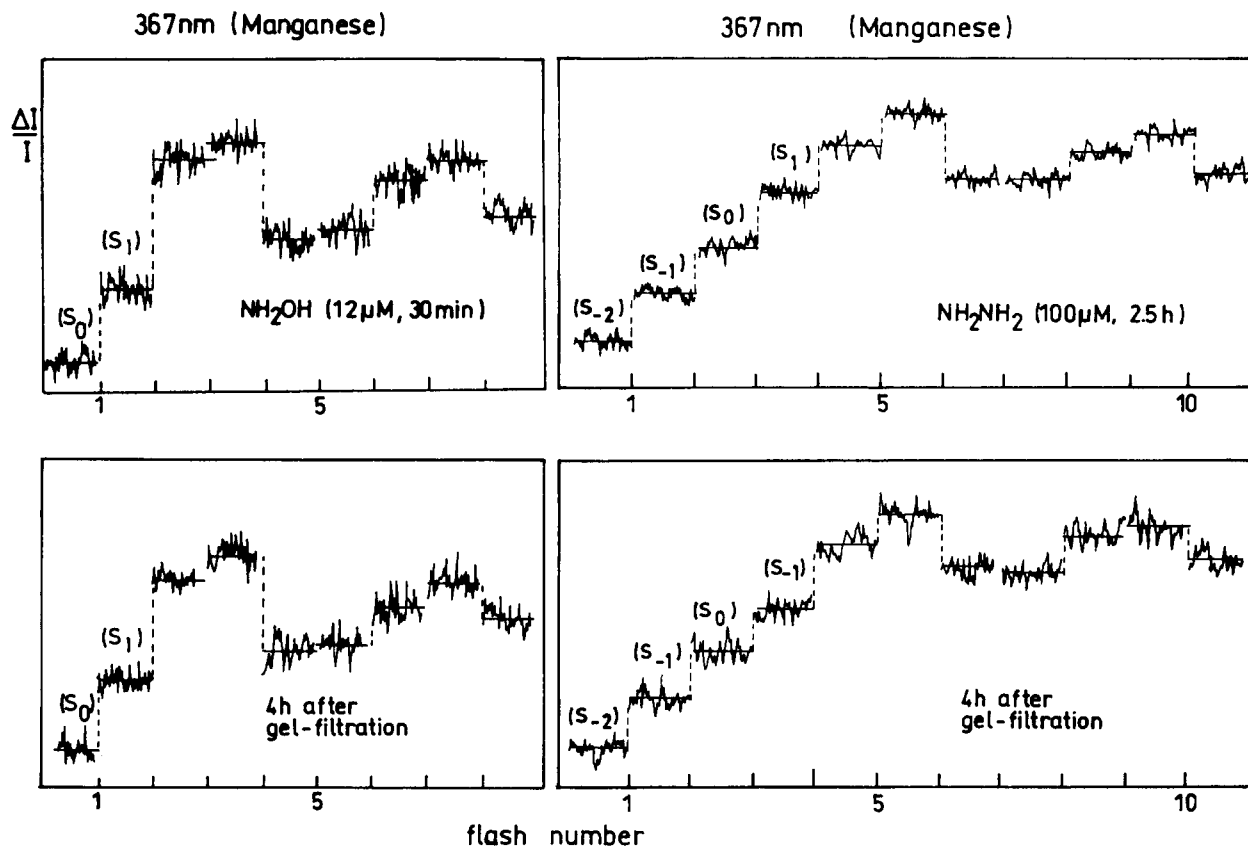 367nm (Manganese)
367nm (Manganese)
ΔI
I
(S0)
(S1)
NH2OH (12μM, 30min)
1
5
(S-2)
(S-1)
(S0)
(S1)
NH2NH2 (100μM, 2.5h)
1
5
10
(S0)
(S1)
4h after
gel-filtration
1
5
(S-2)
(S-1)
(S0)
(S-1)
4h after
gel-filtration
1
5
10
flash number